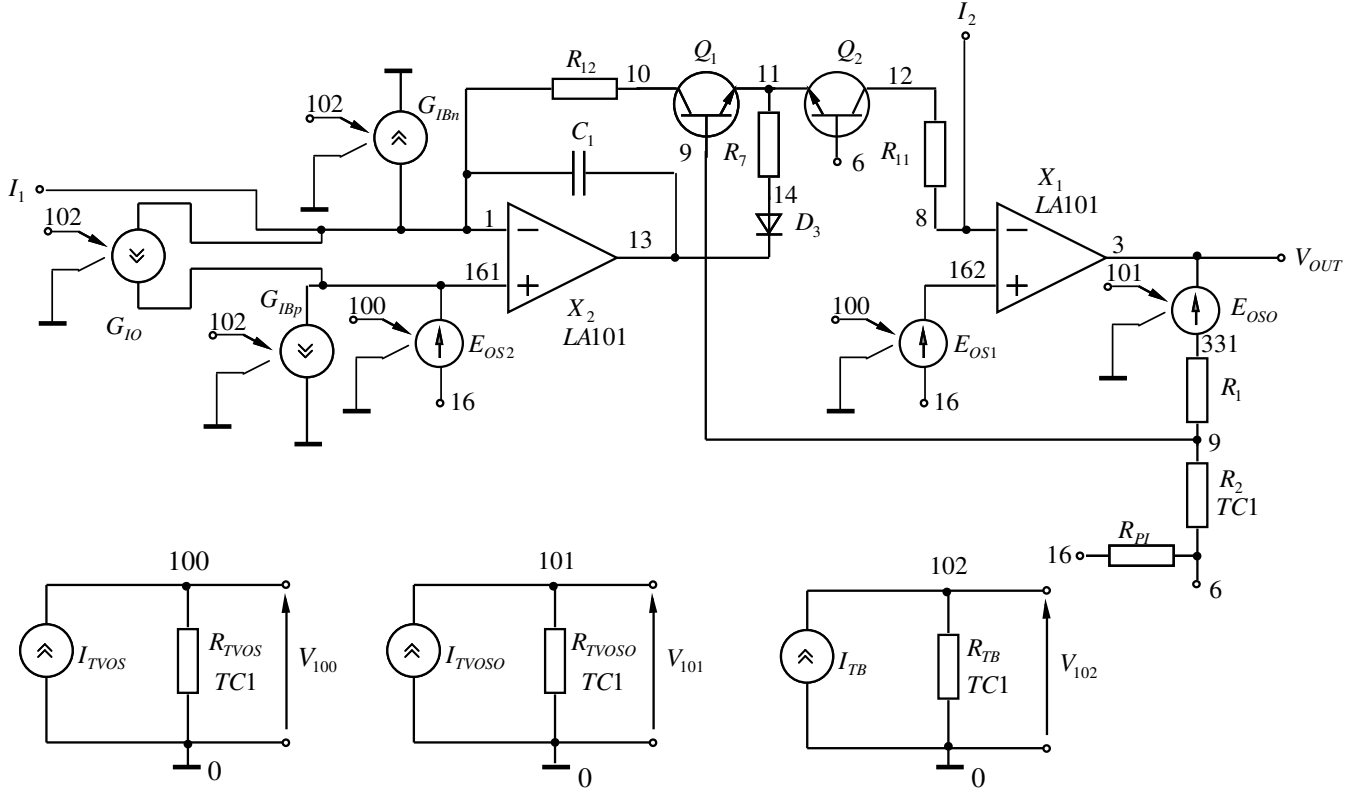 I2
R12
10
Q1
11
Q2
12
102
GIBn
C1
9
R7
6
R11
X1
LA101
I1
14
D3
8
102
1
13
3
VOUT
161
162
101
GIBp
100
X2
LA101
100
EOSO
GIO
102
EOS2
EOS1
331
16
16
R1
9
R2
TC1
RPI
16
6
100
101
102
ITVOS
RTVOS
TC1
V100
ITVOSO
RTVOSO
TC1
V101
ITB
RTB
TC1
V102
0
0
0